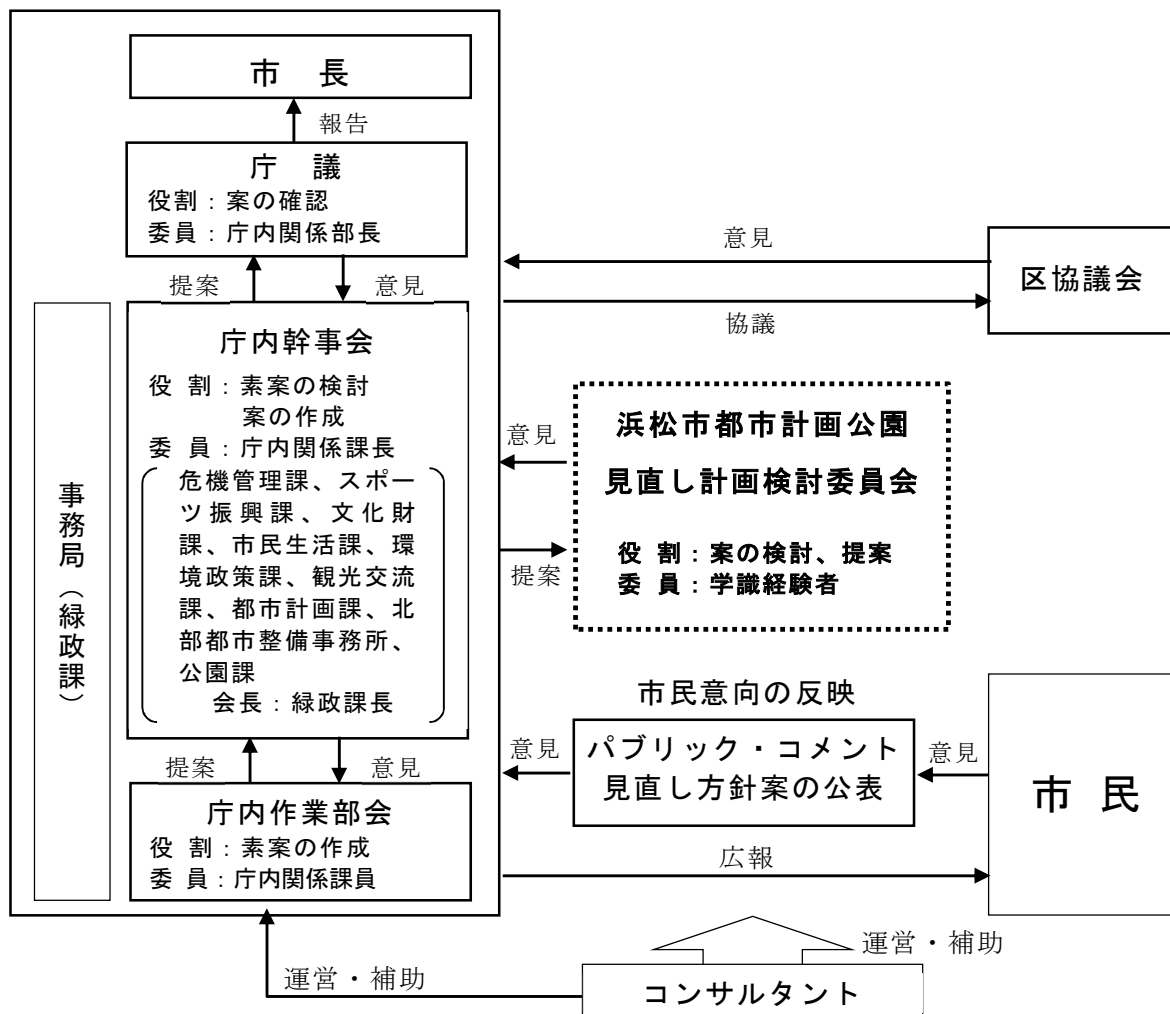 市　長
報告
庁　議
役割：案の確認
委員：庁内関係部長
提案
意見
庁内幹事会
役 割：素案の検討
案の作成
委 員：庁内関係課長
危機管理課、スポー
ツ振興課、文化財
課、市民生活課、環
境政策課、観光交流
課、都市計画課、北
部都市整備事務所、
公園課
会長：緑政課長
提案
意見
庁内作業部会
役 割：素案の作成
委 員：庁内関係課員
事務局（緑政課）
意見
協議
区協議会
意見
提案
浜松市都市計画公園
見直し計画検討委員会
役 割：案の検討、提案
委 員：学識経験者
市民意向の反映
意見
パブリック・コメント
見直し方針案の公表
意見
市 民
広報
運営・補助
運営・補助
コンサルタント